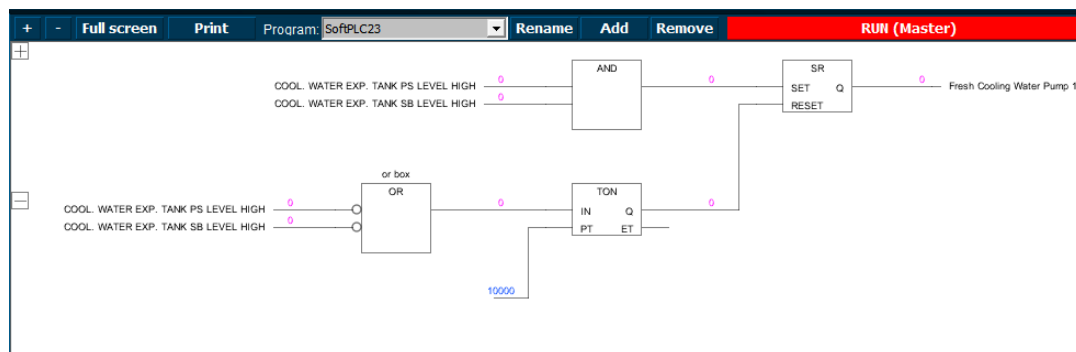 + - Full screen Print Program: SoftPLC23 Rename Add Remove RUN (Master)
+
AND
SR
COOL. WATER EXP. TANK PS LEVEL HIGH 0 0 SET Q 0 Fresh Cooling Water Pump 1
COOL. WATER EXP. TANK SB LEVEL HIGH 0 RESET
or box
OR
TON
COOL. WATER EXP. TANK PS LEVEL HIGH 0 0 IN Q 0
COOL. WATER EXP. TANK SB LEVEL HIGH 0 PT ET
10000